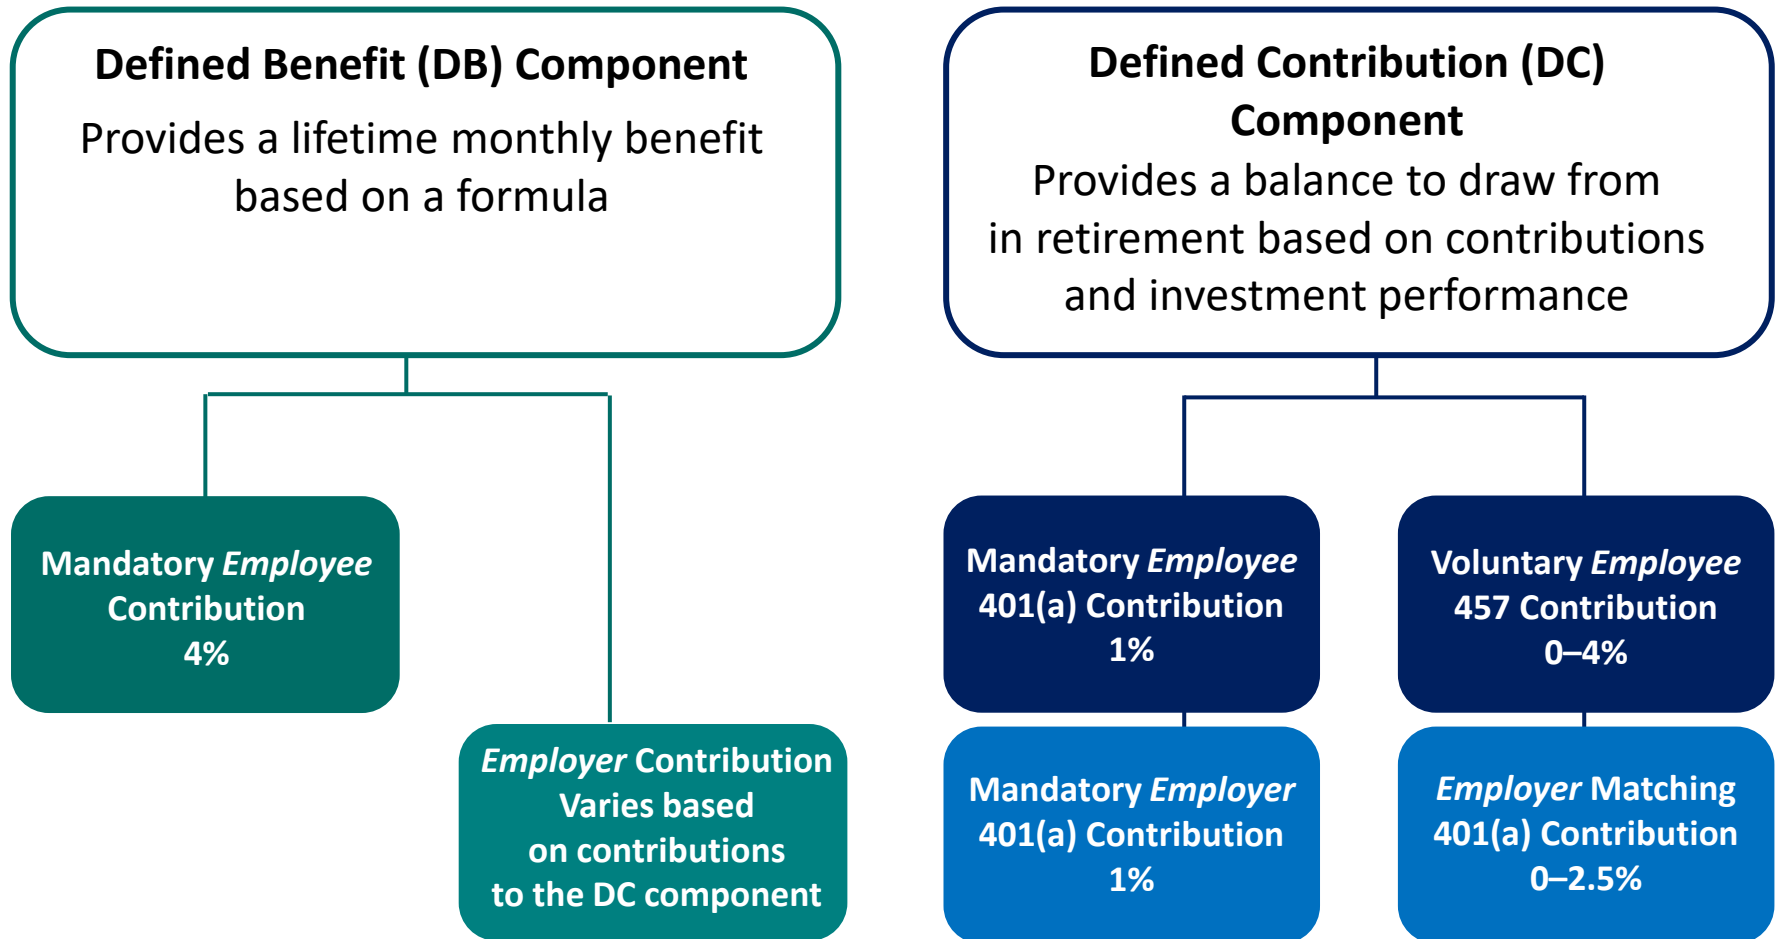 Defined Benefit (DB) Component
Provides a lifetime monthly benefit
based on a formula
Defined Contribution (DC)
Component
Provides a balance to draw from
in retirement based on contributions
and investment performance
Mandatory Employee
Contribution
4%
Employer Contribution
Varies based
on contributions
to the DC component
Mandatory Employee
401(a) Contribution
1%
Voluntary Employee
457 Contribution
0–4%
Mandatory Employer
401(a) Contribution
1%
Employer Matching
401(a) Contribution
0–2.5%